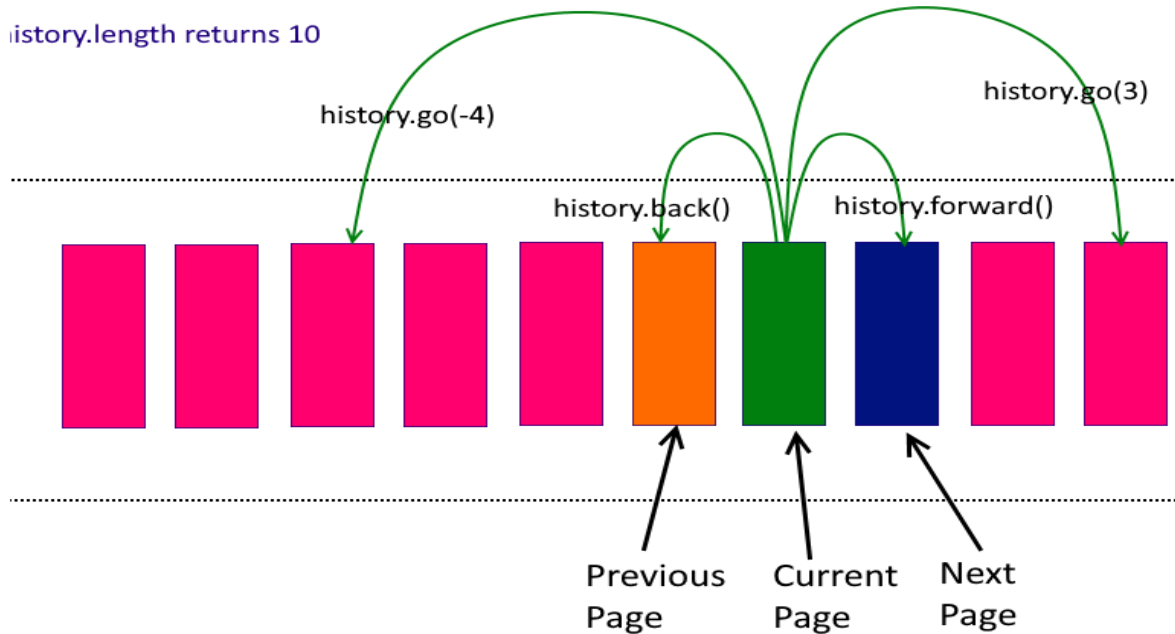 history.length returns 10
history.go(-4)
history.go(3)
history.back()
history.forward()
Previous
Page
Current
Page
Next
Page